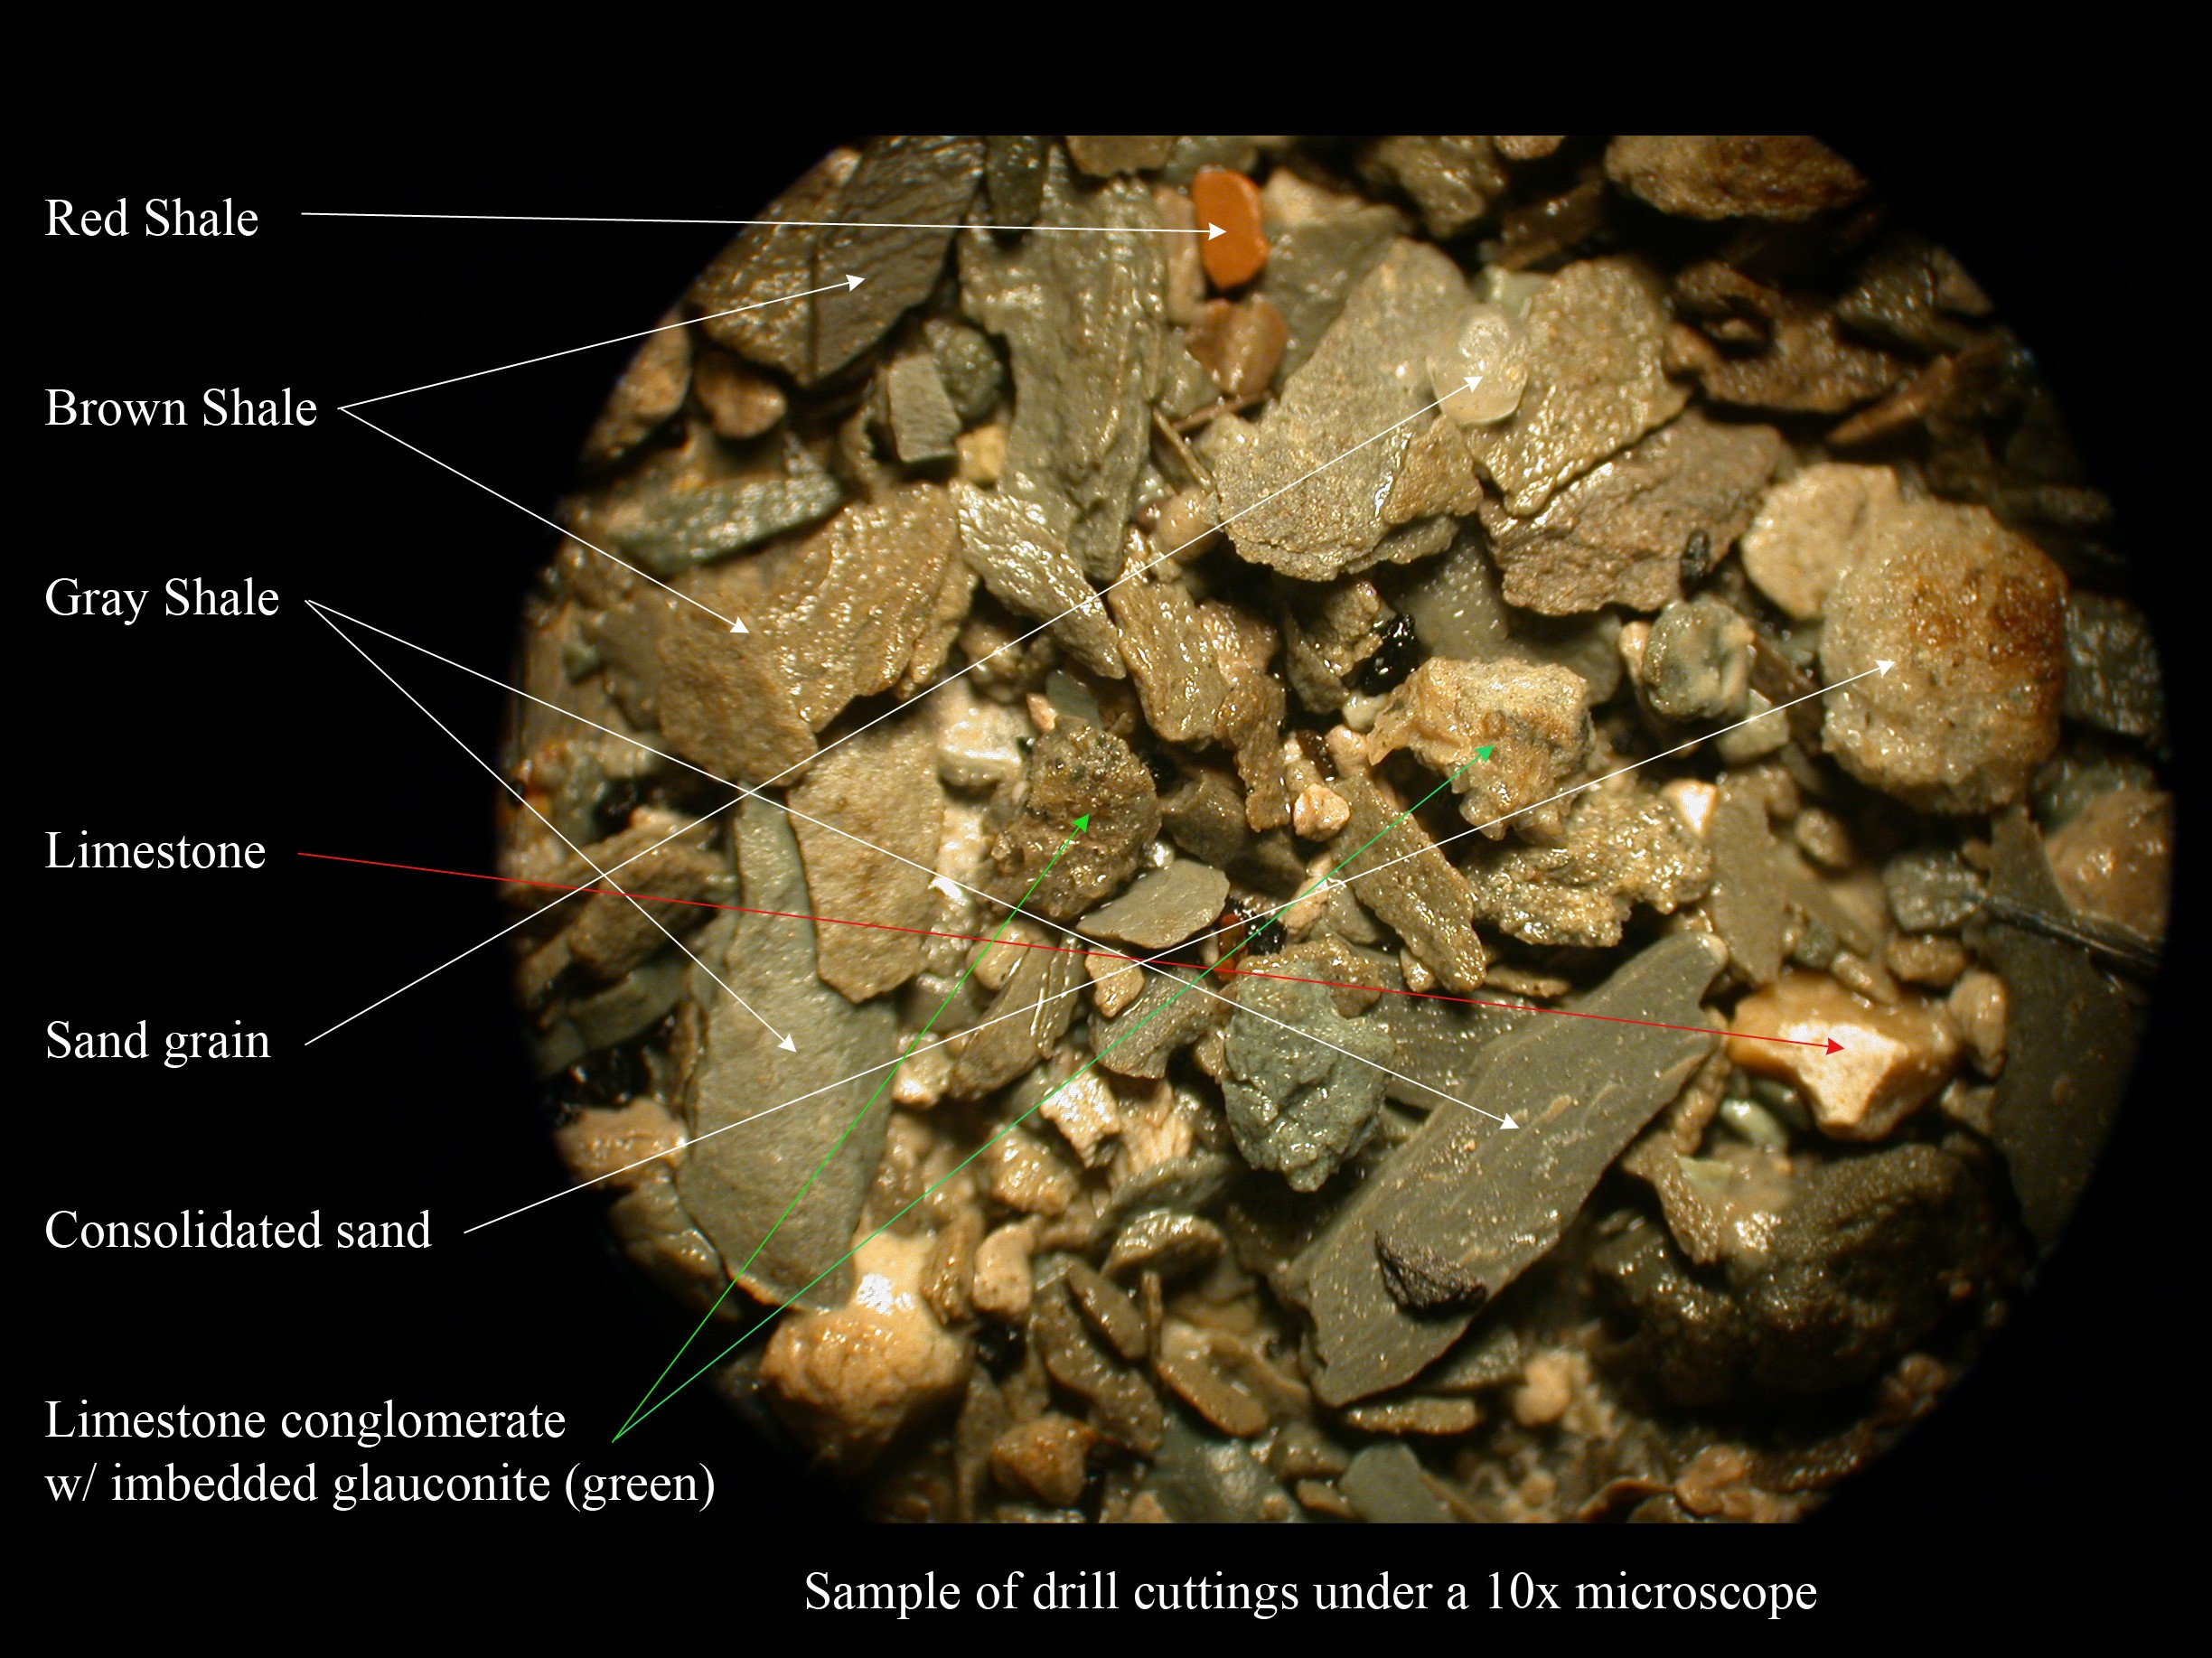 Red Shale
Brown Shale
Gray Shale
Limestone
Sand grain
Consolidated sand
Limestone conglomerate
w/ imbedded glauconite (green)
Sample of drill cuttings under a 10x microscope